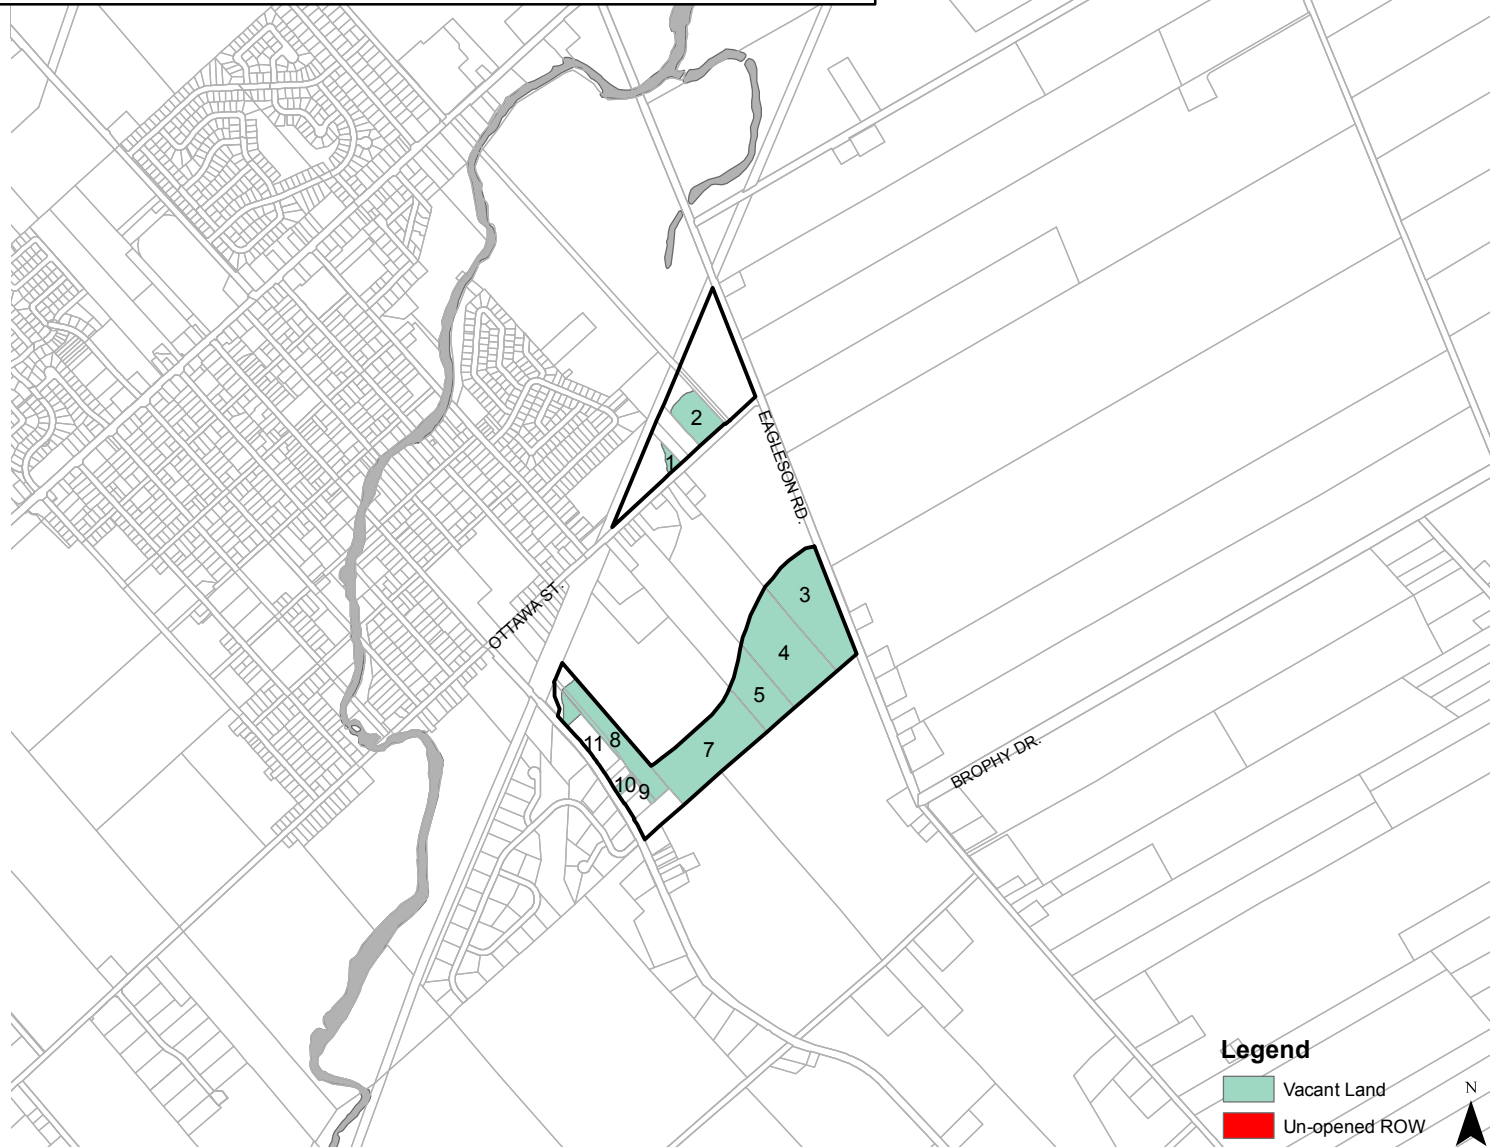 2
1
EAGLESON RD.
3
OTTAWA ST.
4
5
11
8
7
10
9
BROPHY DR.
Legend
Vacant Land
Un-opened ROW
N